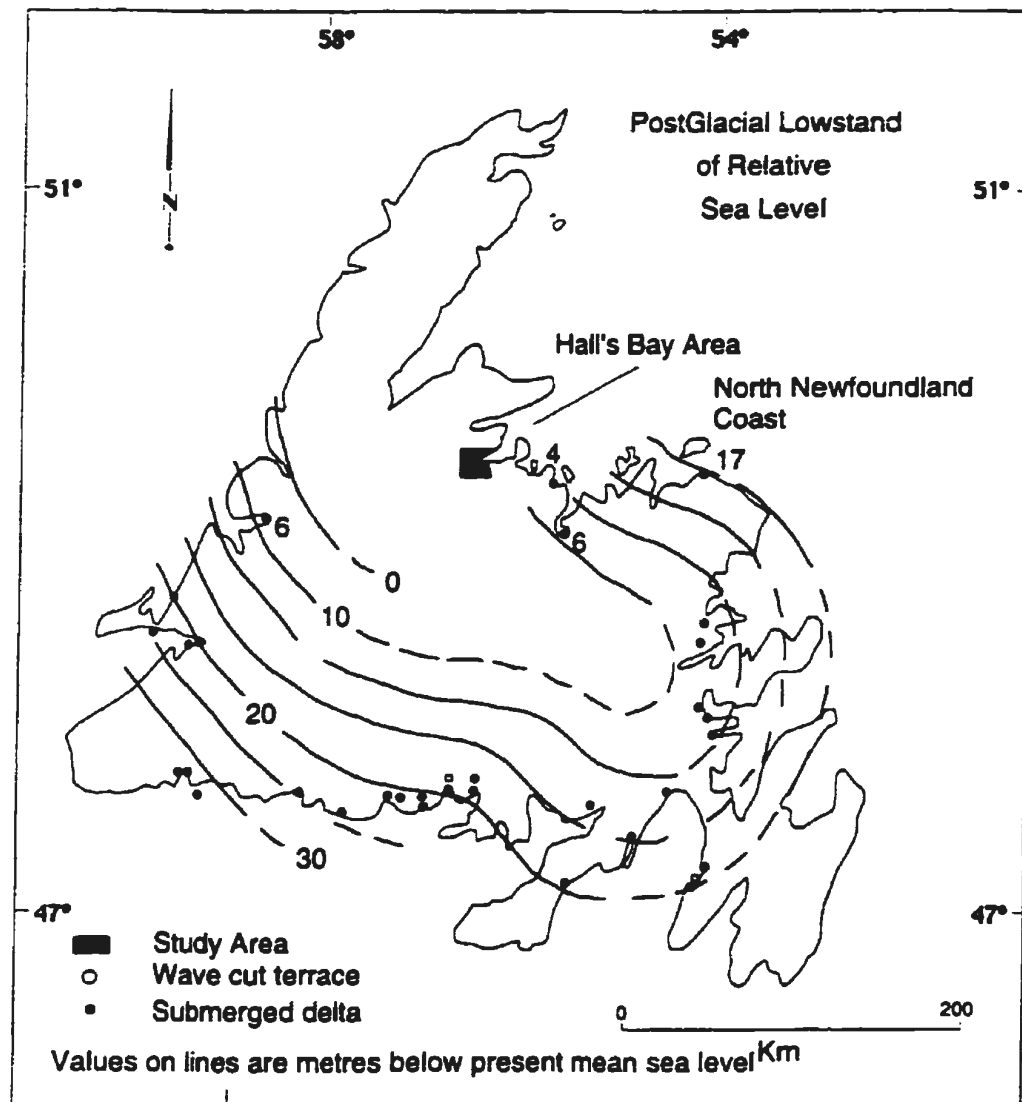 58°
54°
PostGlacial Lowstand
of Relative
Sea Level
51°
51°
N
Hall's Bay Area
North Newfoundland
Coast
4
17
6
6
0
10
20
30
47°
47°
Study Area
Wave cut terrace
Submerged delta
0
200
Km
Values on lines are metres below present mean sea level